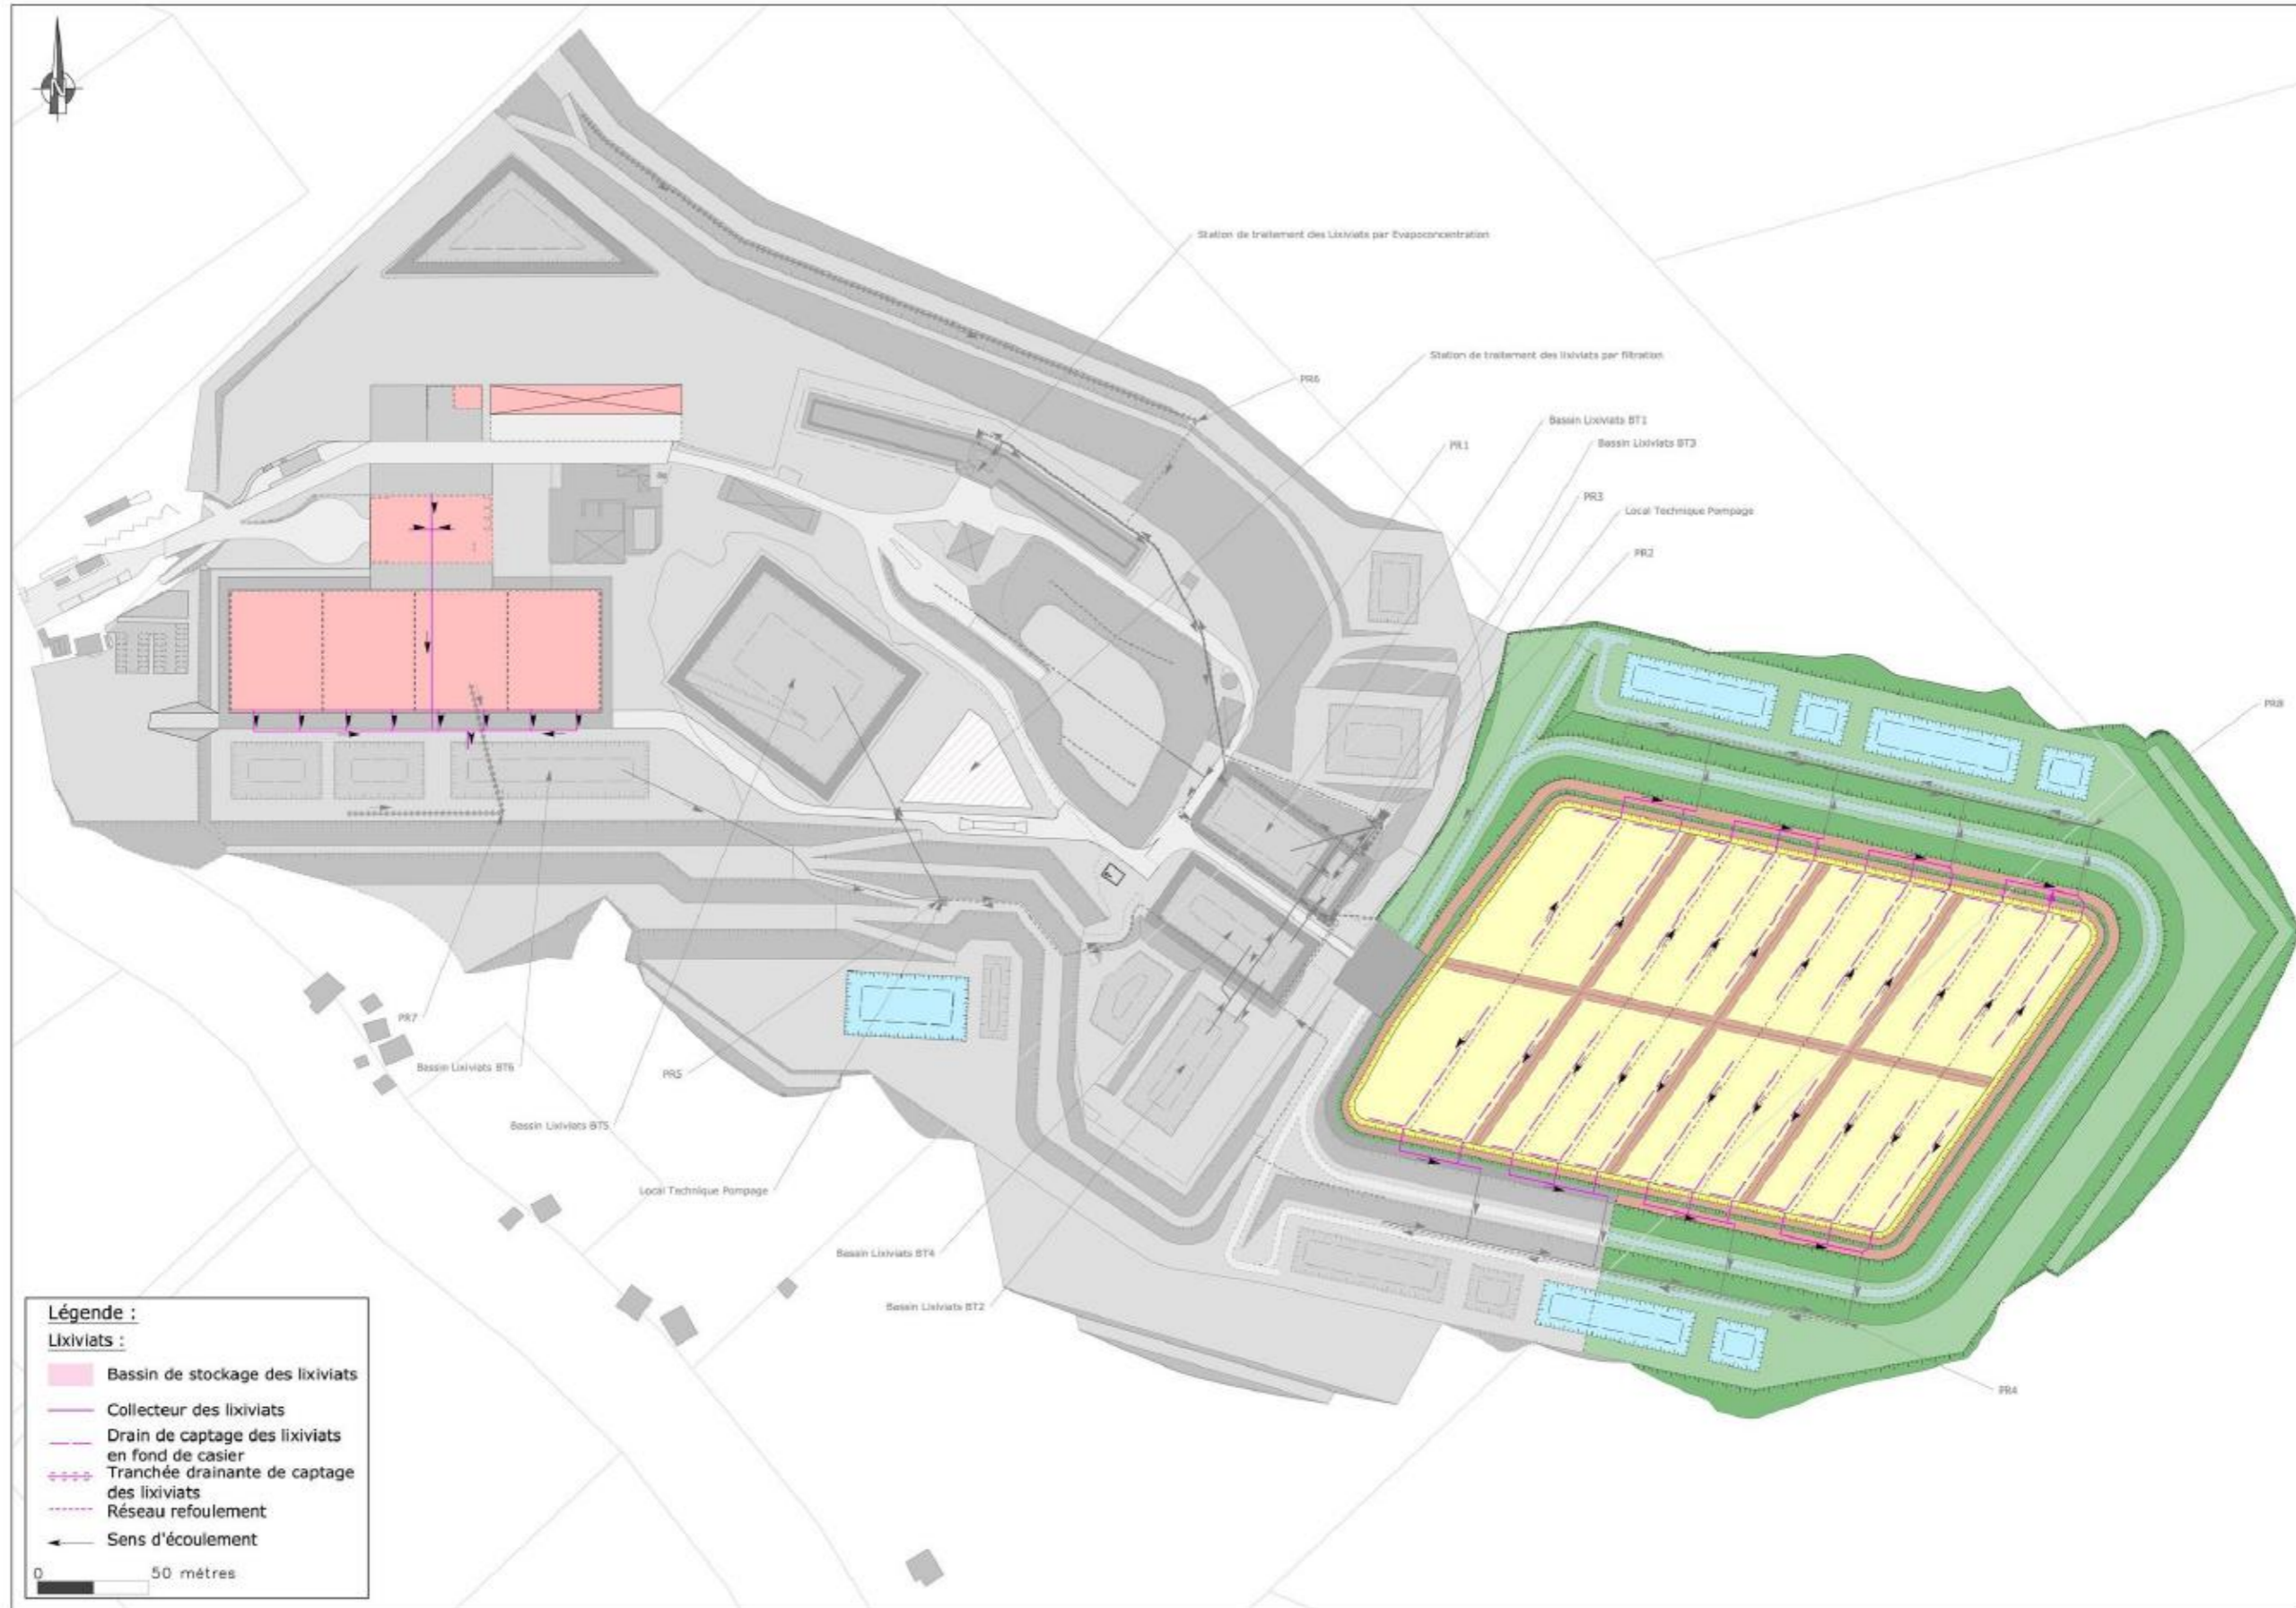 N
Station de traitement des Lixiviats par Evapoconcentration
Station de traitement des lixiviats par filtration
PR6
Bassin Lixiviats BT1
PR1
Bassin Lixiviats BT3
PR3
Local Technique Pompage
PR2
PR8
PR7
Bassin Lixiviats BT6
PR5
Bassin Lixiviats BT5
Local Technique Pompage
Bassin Lixiviats BT4
Bassin Lixiviats BT2
PR4
Légende :
Lixiviats :
Bassin de stockage des lixiviats
Collecteur des lixiviats
Drain de captage des lixiviats
en fond de casier
Tranchée drainante de captage
des lixiviats
Réseau refoulement
Sens d'écoulement
0 50 mètres